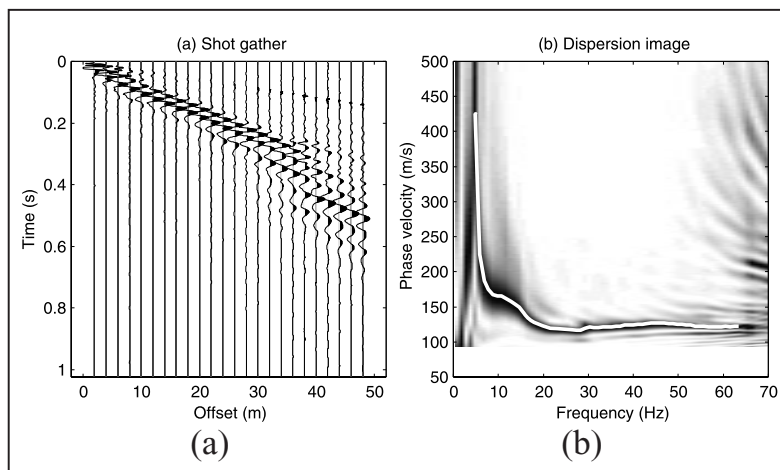 (a) Shot gather
0
0.2
0.4
0.6
0.8
1
Time (s)
0 10 20 30 40 50
Offset (m)
(a)
(b) Dispersion image
500
450
400
350
300
250
200
150
100
50
Phase velocity (m/s)
0 10 20 30 40 50 60 70
Frequency (Hz)
(b)